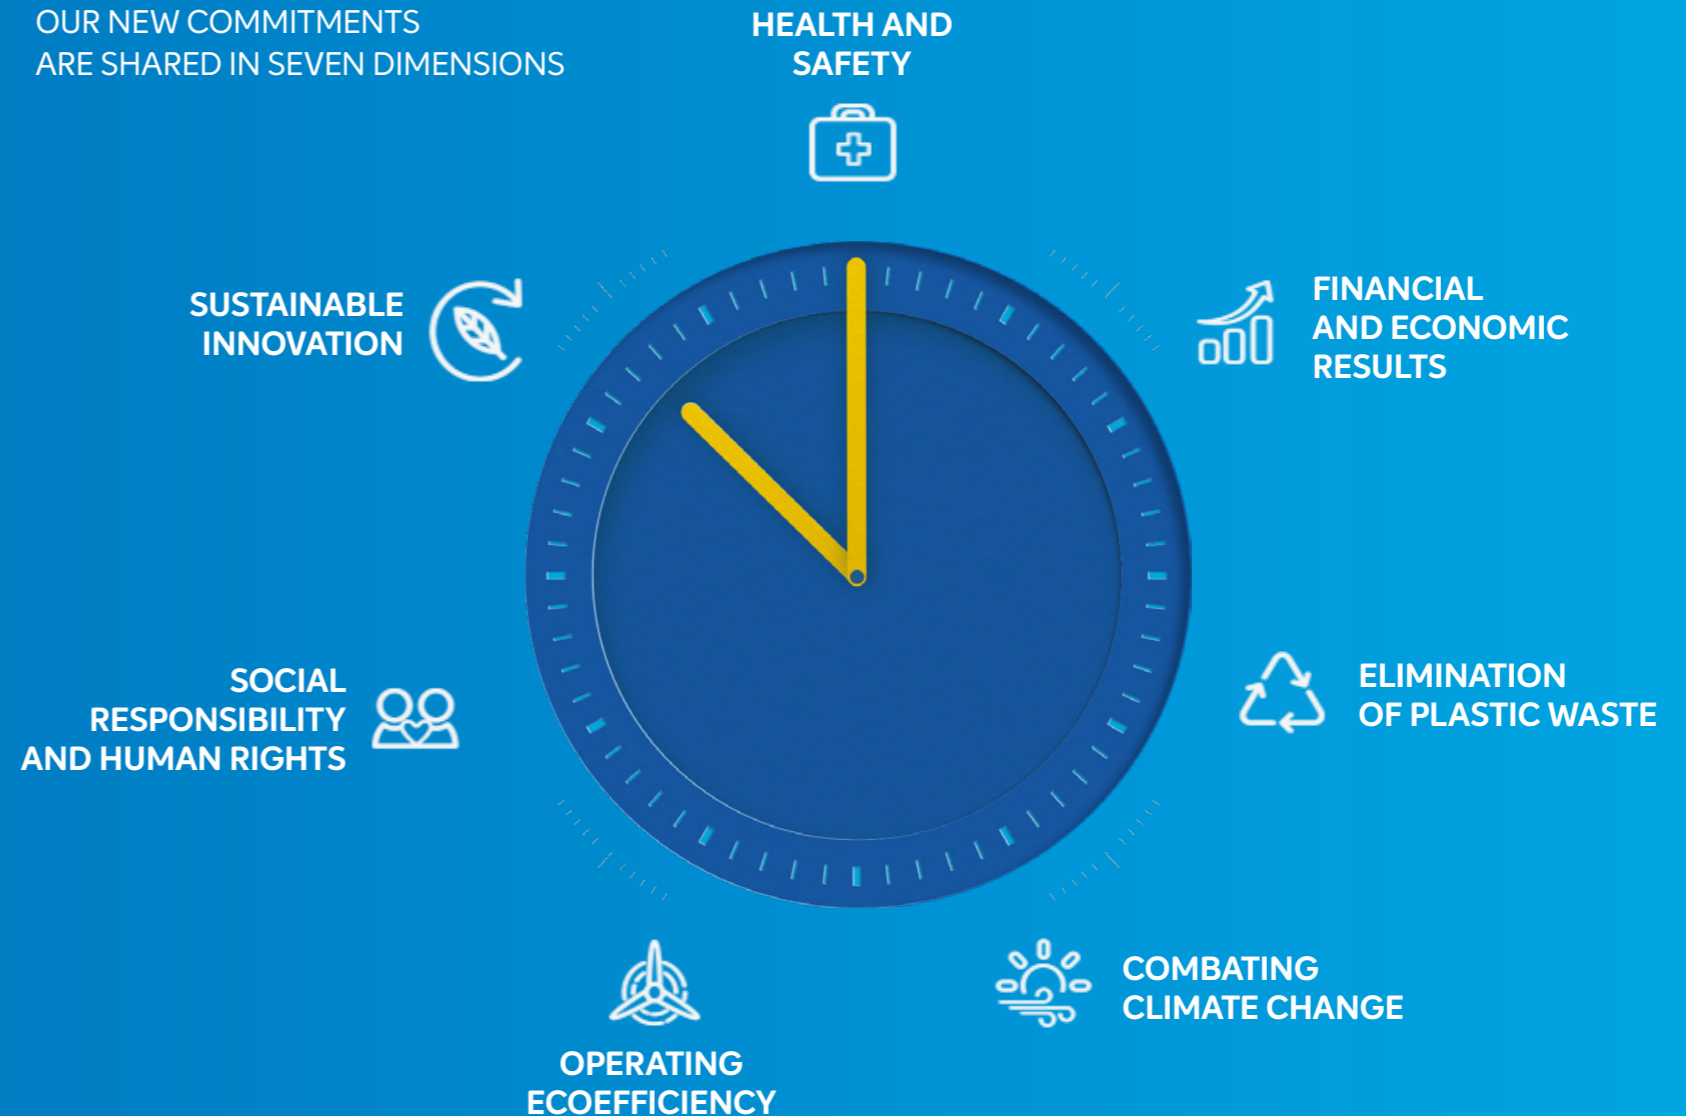 OUR NEW COMMITMENTS
ARE SHARED IN SEVEN DIMENSIONS
HEALTH AND
SAFETY
SUSTAINABLE
INNOVATION
FINANCIAL
AND ECONOMIC
RESULTS
SOCIAL
RESPONSIBILITY
AND HUMAN RIGHTS
ELIMINATION
OF PLASTIC WASTE
OPERATING
ECOEFFICIENCY
COMBATING
CLIMATE CHANGE